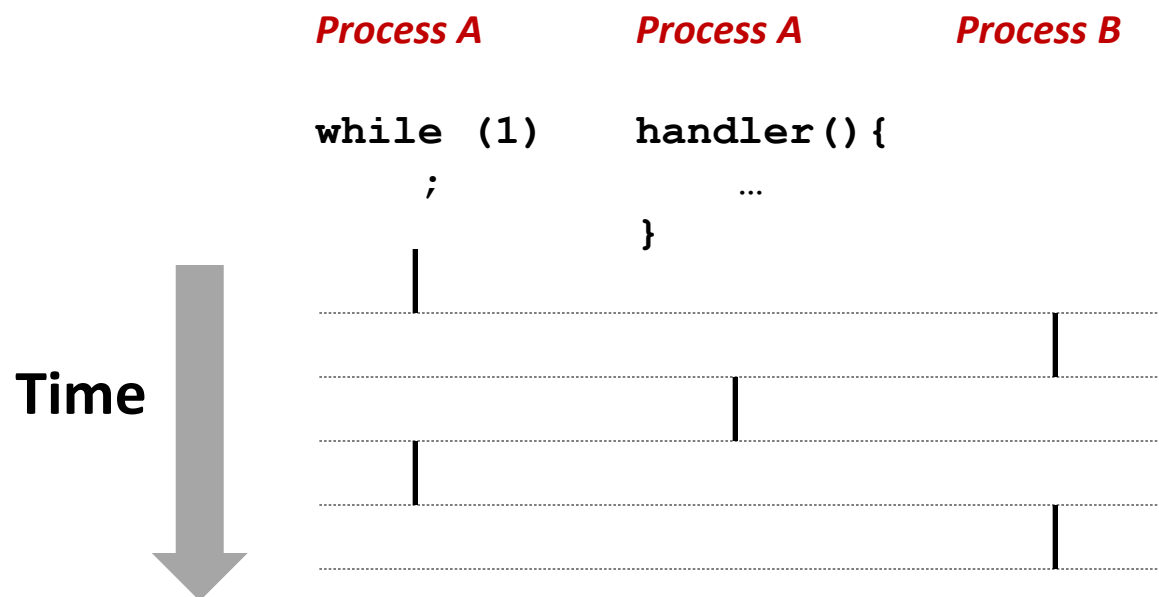 Process A Process A Process B
while (1) handler(){
; …
}
Time